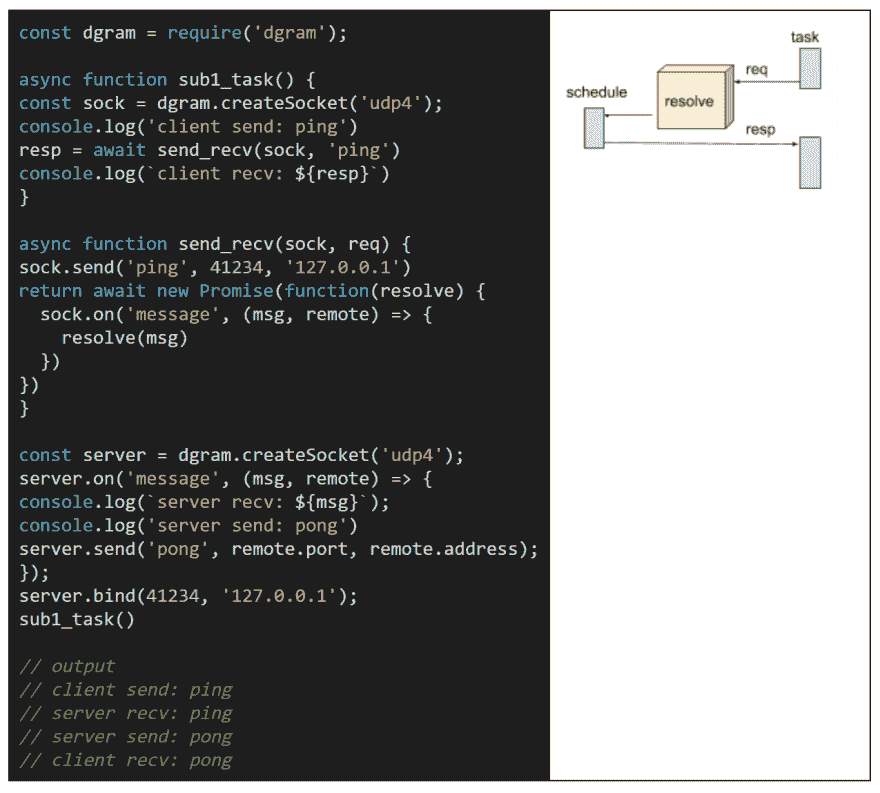 const dgram = require('dgram');
async function sub1_task() {
const sock = dgram.createSocket('udp4');
console.log('client send: ping')
resp = await send_recv(sock, 'ping')
console.log(`client recv: ${resp}`)
}
async function send_recv(sock, req) {
sock.send('ping', 41234, '127.0.0.1')
return await new Promise(function(resolve) {
sock.on('message', (msg, remote) => {
resolve(msg)
})
})
}
const server = dgram.createSocket('udp4');
server.on('message', (msg, remote) => {
console.log(`server recv: ${msg}`);
console.log('server send: pong')
server.send('pong', remote.port, remote.address);
});
server.bind(41234, '127.0.0.1');
sub1_task()
// output
// client send: ping
// server recv: ping
// server send: pong
// client recv: pong
task
req
schedule
resolve
resp